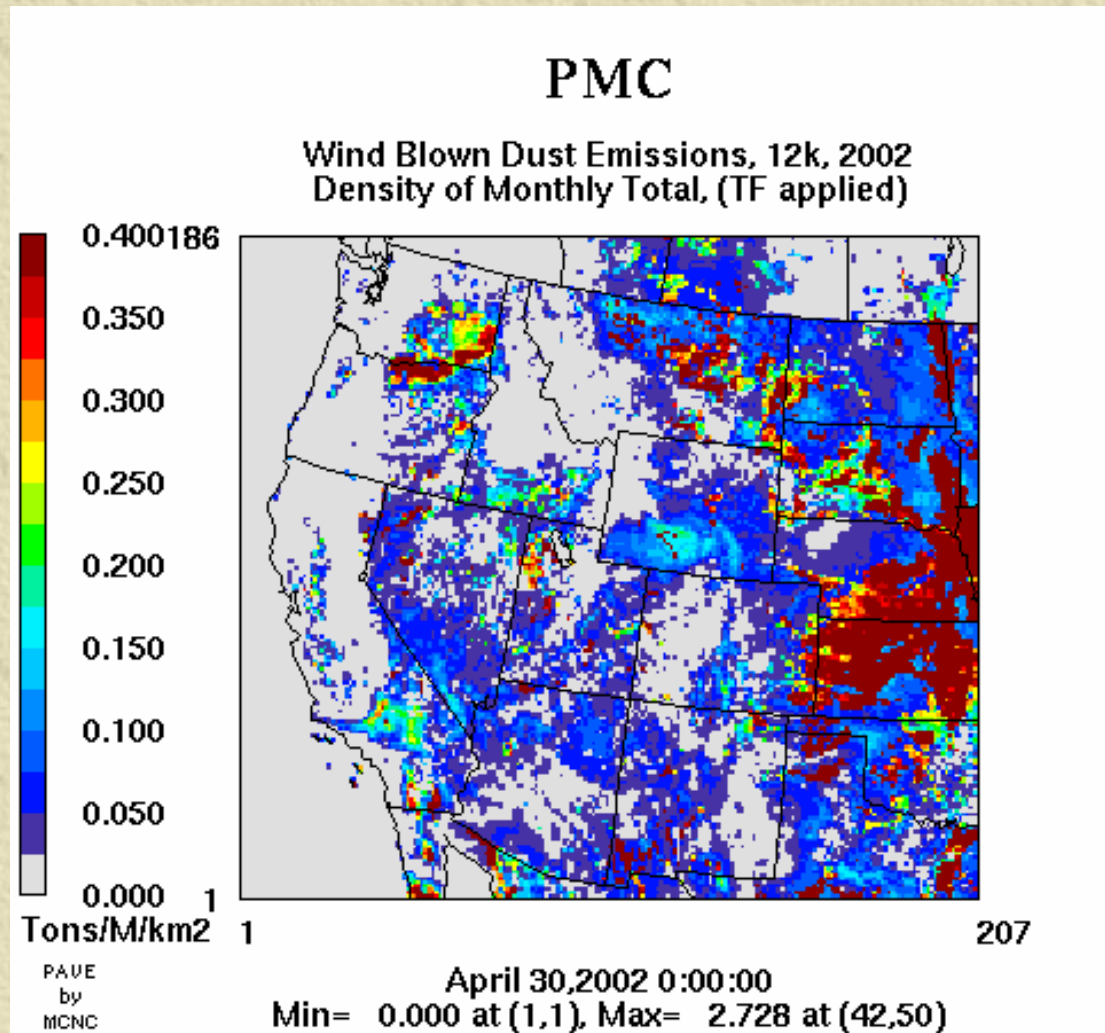 PMC
Wind Blown Dust Emissions, 12k, 2002
Density of Monthly Total, (TF applied)
0.400 186
0.350
0.300
0.250
0.200
0.150
0.100
0.050
0.000 1
Tons/M/km2 1 207
PAVE
by
MCNC
April 30,2002 0:00:00
Min= 0.000 at (1,1), Max= 2.728 at (42,50)